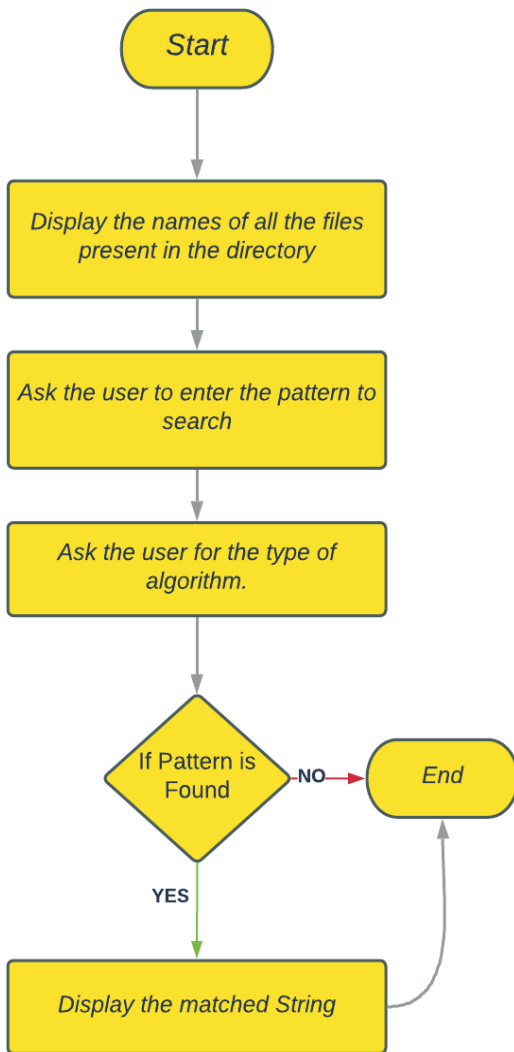 Start
Display the names of all the files
present in the directory
Ask the user to enter the pattern to
search
Ask the user for the type of
algorithm.
If Pattern is
Found
NO
End
YES
Display the matched String